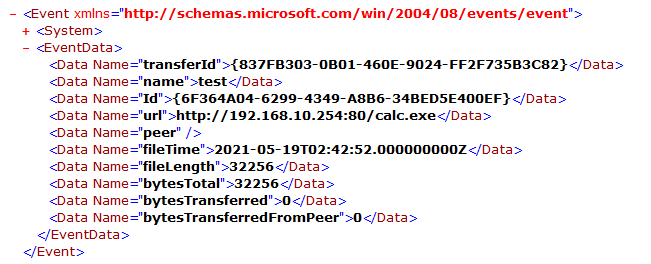 − <Event xmlns="http://schemas.microsoft.com/win/2004/08/events/event">
+ <System>
− <EventData>
<Data Name="transferId">{837FB303-0B01-460E-9024-FF2F735B3C82}</Data>
<Data Name="name">test</Data>
<Data Name="Id">{6F364A04-6299-4349-A8B6-34BED5E400EF}</Data>
<Data Name="url">http://192.168.10.254:80/calc.exe</Data>
<Data Name="peer" />
<Data Name="fileTime">2021-05-19T02:42:52.000000000Z</Data>
<Data Name="fileLength">32256</Data>
<Data Name="bytesTotal">32256</Data>
<Data Name="bytesTransferred">0</Data>
<Data Name="bytesTransferredFromPeer">0</Data>
</EventData>
</Event>